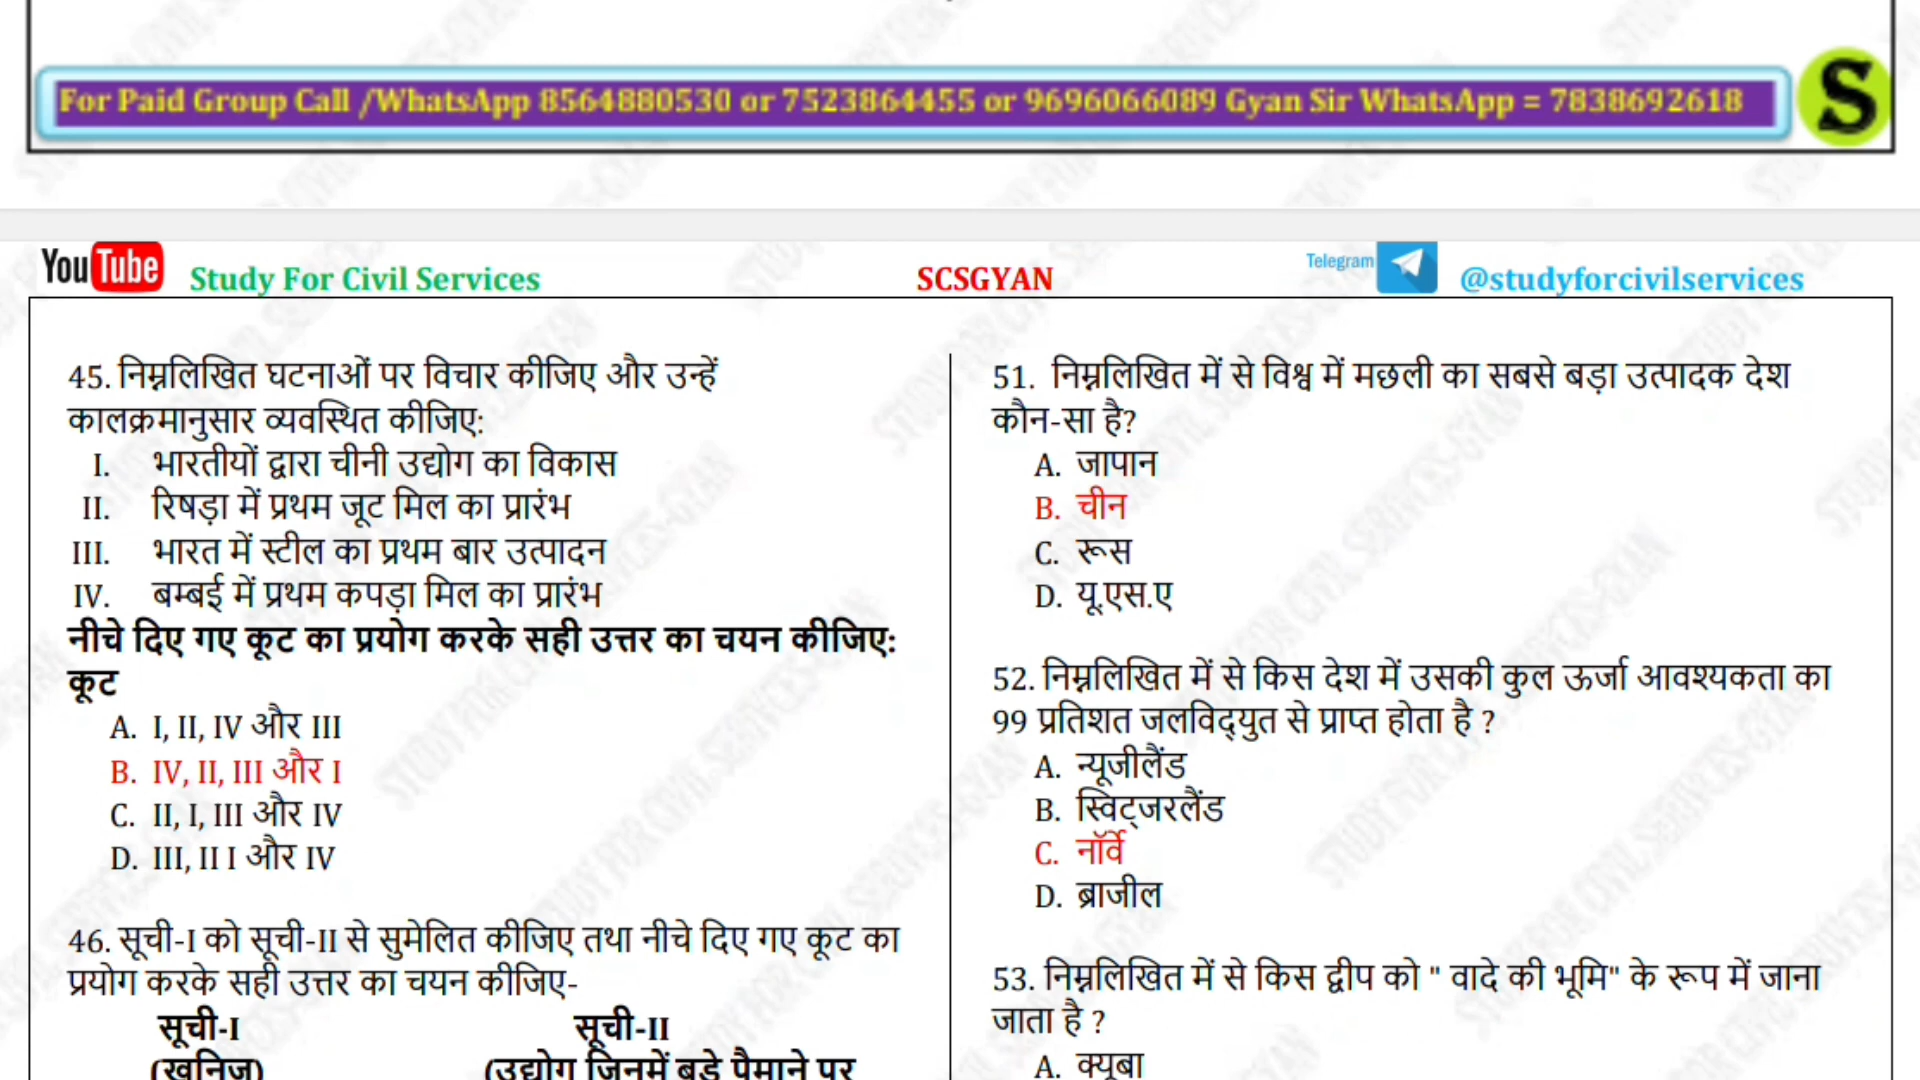 For Paid Group Call /WhatsApp 8564880530 or 7523864455 or 9696066089 Gyan Sir WhatsApp = 7838692618
S
YouTube Study For Civil Services SCSGYAN Telegram @studyforcivilservices
45. निम्नलिखित घटनाओं पर विचार कीजिए और उन्हें
कालक्रमानुसार व्यवस्थित कीजिए:
I. भारतीयों द्वारा चीनी उद्योग का विकास
II. रिषड़ा में प्रथम जूट मिल का प्रारंभ
III. भारत में स्टील का प्रथम बार उत्पादन
IV. बम्बई में प्रथम कपड़ा मिल का प्रारंभ
नीचे दिए गए कूट का प्रयोग करके सही उत्तर का चयन कीजिए:
कूट
A. I, II, IV और III
B. IV, II, III और I
C. II, I, III और IV
D. III, II I और IV
46. सूची-I को सूची-II से सुमेलित कीजिए तथा नीचे दिए गए कूट का
प्रयोग करके सही उत्तर का चयन कीजिए-
सूची-I सूची-II
(खनिज) (उद्योग जिनमें बड़े पैमाने पर
51. निम्नलिखित में से विश्व में मछली का सबसे बड़ा उत्पादक देश
कौन-सा है?
A. जापान
B. चीन
C. रूस
D. यू.एस.ए
52. निम्नलिखित में से किस देश में उसकी कुल ऊर्जा आवश्यकता का
99 प्रतिशत जलविद्युत से प्राप्त होता है ?
A. न्यूजीलैंड
B. स्विट्जरलैंड
C. नॉर्वे
D. ब्राजील
53. निम्नलिखित में से किस द्वीप को " वादे की भूमि" के रूप में जाना
जाता है ?
A. क्यूबा